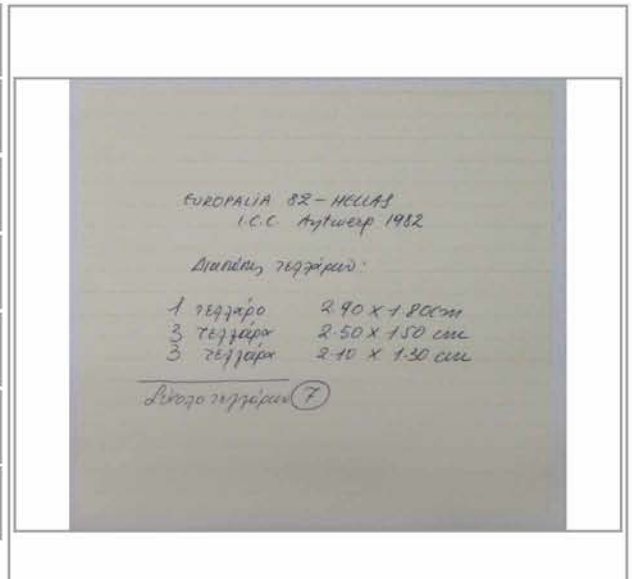 EUROPALIA 82 - HELLAS
I.C.C. Antwerp 1982
Διαστάσεις τελλάρων:
1 τελλάρο 2.90 x 1.80cm
3 τελλάρα 2.50 x 1.50 cm
3 τελλάρα 2.10 x 1.30 cm
Σύνολο τελλάρων 7